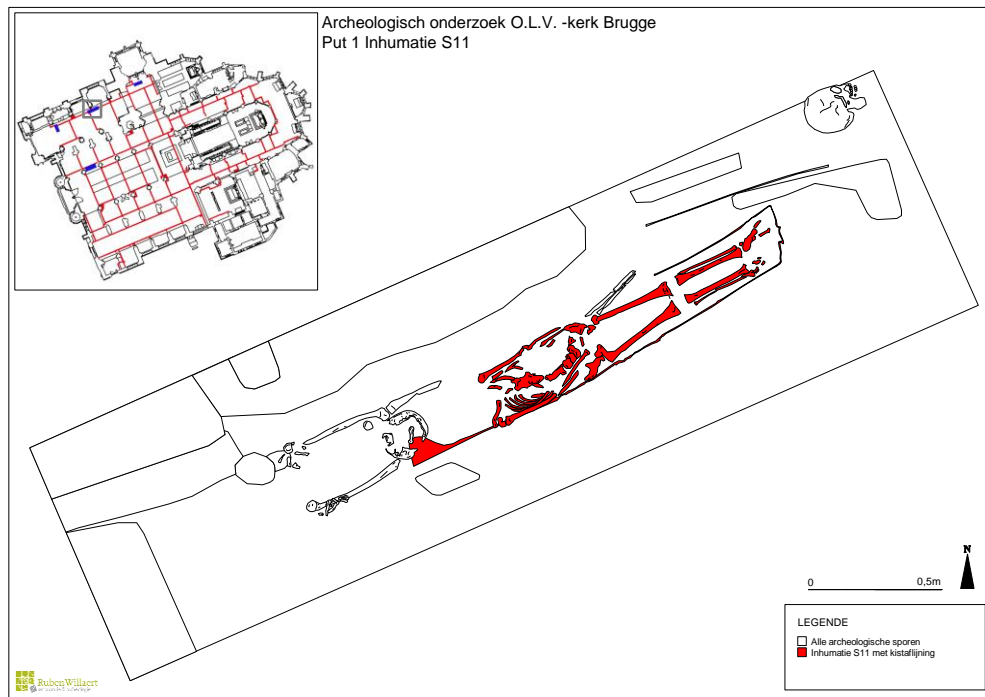 Archeologisch onderzoek O.L.V. -kerk Brugge
Put 1 Inhumatie S11
N
0 0,5m
LEGENDE
Alle archeologische sporen
Inhumatie S11 met kistaflijning
RubenWillaert